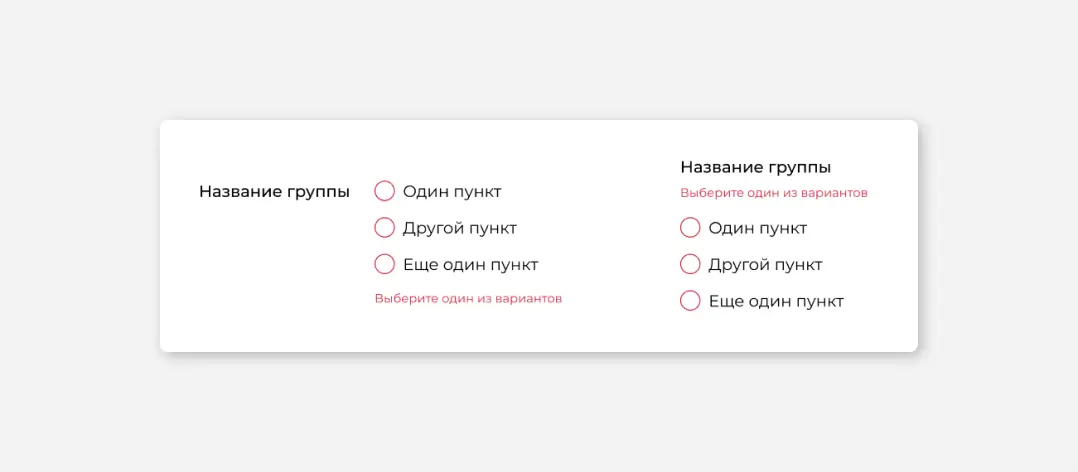 Название группы
Один пункт
Другой пункт
Еще один пункт
Выберите один из вариантов
Название группы
Выберите один из вариантов
Один пункт
Другой пункт
Еще один пункт